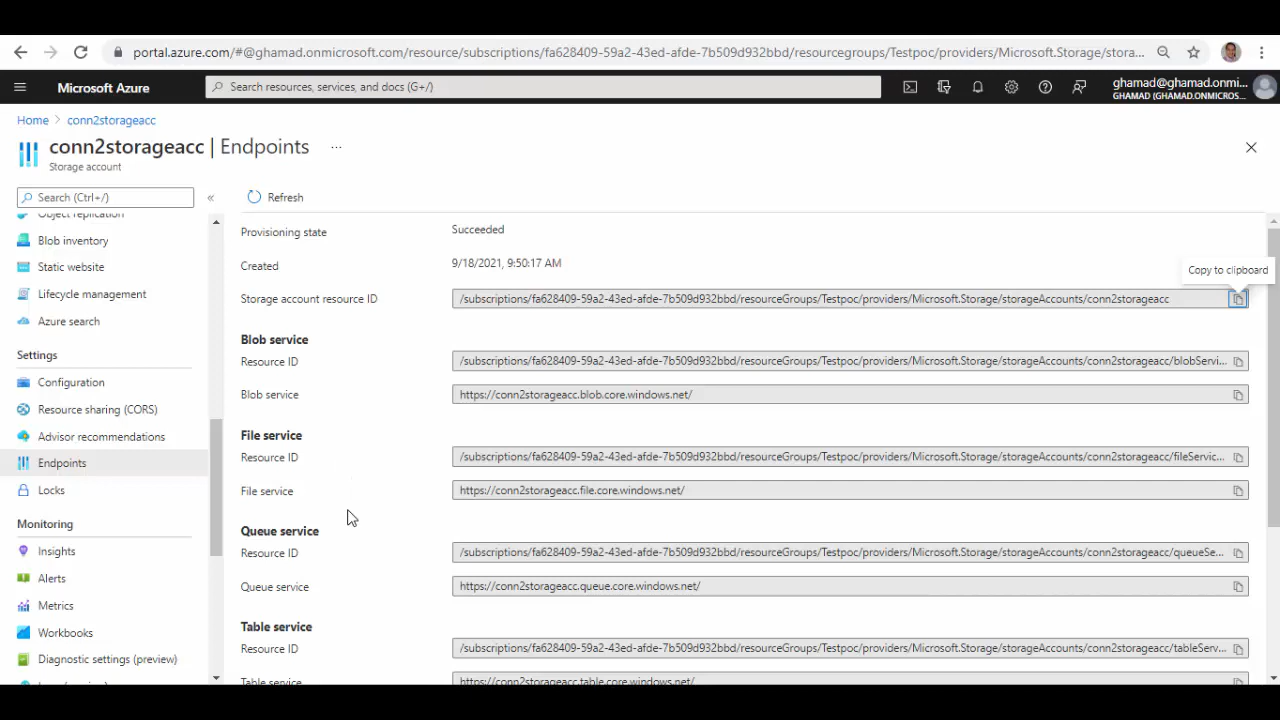 portal.azure.com/#@ghamad.onmicrosoft.com/resource/subscriptions/fa628409-59a2-43ed-afde-7b509d932bbd/resourcegroups/Testpoc/providers/Microsoft.Storage/stora...
Microsoft Azure
Search resources, services, and docs (G+/)
ghamad@ghamad.onmi...
GHAMAD (GHAMAD.ONMICROS...
Home > conn2storageacc
conn2storageacc | Endpoints ...
Storage account
Search (Ctrl+/)
«
Refresh
Object replication
Blob inventory
Static website
Lifecycle management
Azure search
Settings
Configuration
Resource sharing (CORS)
Advisor recommendations
Endpoints
Locks
Monitoring
Insights
Alerts
Metrics
Workbooks
Diagnostic settings (preview)
Provisioning state
Succeeded
Created
9/18/2021, 9:50:17 AM
Copy to clipboard
Storage account resource ID
/subscriptions/fa628409-59a2-43ed-afde-7b509d932bbd/resourceGroups/Testpoc/providers/Microsoft.Storage/storageAccounts/conn2storageacc
Blob service
Resource ID
/subscriptions/fa628409-59a2-43ed-afde-7b509d932bbd/resourceGroups/Testpoc/providers/Microsoft.Storage/storageAccounts/conn2storageacc/blobServi...
Blob service
https://conn2storageacc.blob.core.windows.net/
File service
Resource ID
/subscriptions/fa628409-59a2-43ed-afde-7b509d932bbd/resourceGroups/Testpoc/providers/Microsoft.Storage/storageAccounts/conn2storageacc/fileServic...
File service
https://conn2storageacc.file.core.windows.net/
Queue service
Resource ID
/subscriptions/fa628409-59a2-43ed-afde-7b509d932bbd/resourceGroups/Testpoc/providers/Microsoft.Storage/storageAccounts/conn2storageacc/queueSe...
Queue service
https://conn2storageacc.queue.core.windows.net/
Table service
Resource ID
/subscriptions/fa628409-59a2-43ed-afde-7b509d932bbd/resourceGroups/Testpoc/providers/Microsoft.Storage/storageAccounts/conn2storageacc/tableServ...
Table service
https://conn2storageacc.table.core.windows.net/